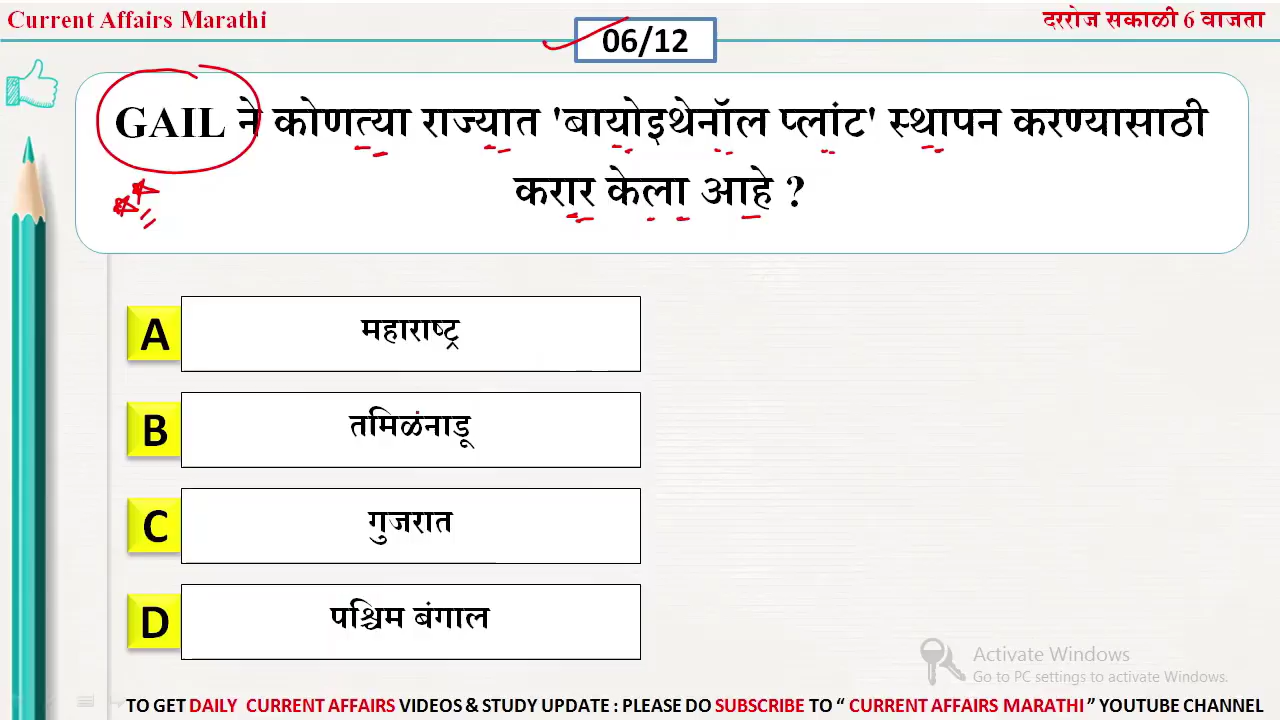 Current Affairs Marathi
दररोज सकाळी 6 वाजता
06/12
GAIL ने कोणत्या राज्यात 'बायोइथेनॉल प्लांट' स्थापन करण्यासाठी
करार केला आहे ?
A महाराष्ट्र
B तमिळंनाडू
C गुजरात
D पश्चिम बंगाल
Activate Windows
Go to PC settings to activate Windows.
TO GET DAILY CURRENT AFFAIRS VIDEOS & STUDY UPDATE : PLEASE DO SUBSCRIBE TO “ CURRENT AFFAIRS MARATHI ” YOUTUBE CHANNEL